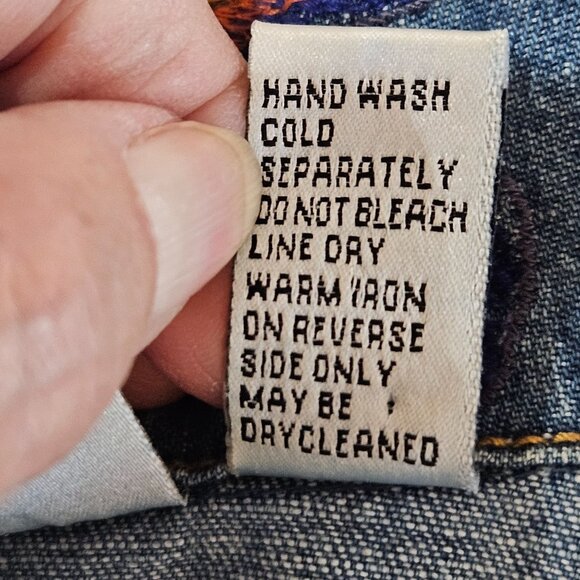 HAND WASH
COLD
SEPARATELY
DO NOT BLEACH
LINE DRY
WARM IRON
ON REVERSE
SIDE ONLY
MAY BE
DRYCLEANED